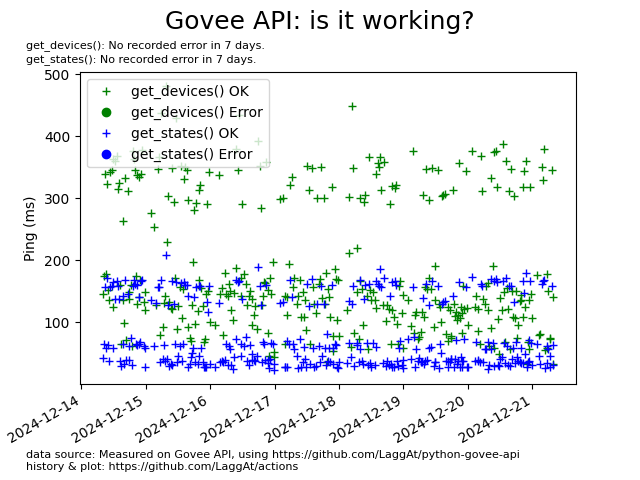 Govee API: is it working?
get_devices(): No recorded error in 7 days.
get_states(): No recorded error in 7 days.
500
400
300
200
100
Ping (ms)
get_devices() OK
get_devices() Error
get_states() OK
get_states() Error
2024-12-14
2024-12-15
2024-12-16
2024-12-17
2024-12-18
2024-12-19
2024-12-20
2024-12-21
data source: Measured on Govee API, using https://github.com/LaggAt/python-govee-api
history & plot: https://github.com/LaggAt/actions